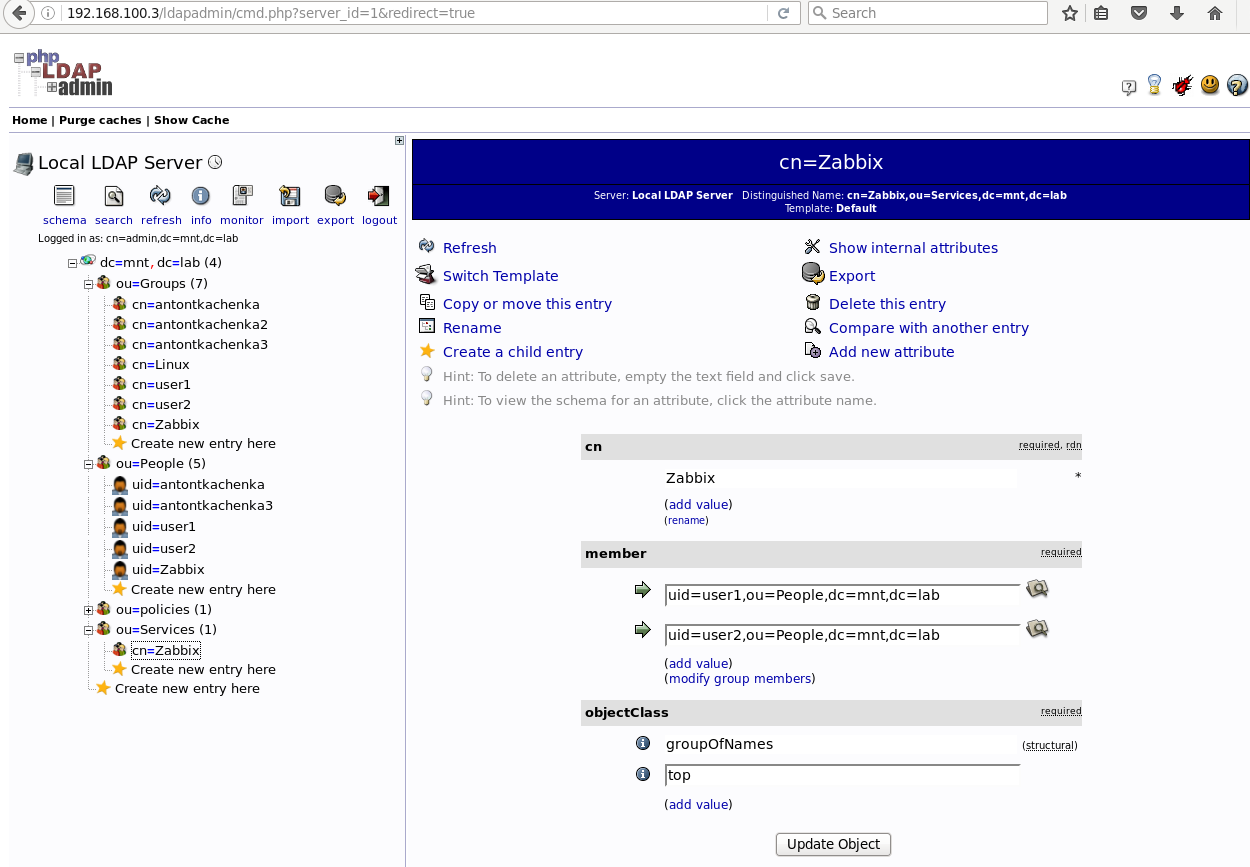 192.168.100.3/ldapadmin/cmd.php?server_id=1&redirect=true
Search
php
LDAP
admin
Home | Purge caches | Show Cache
Local LDAP Server
schema search refresh info monitor import export logout
Logged in as: cn=admin,dc=mnt,dc=lab
dc=mnt,dc=lab (4)
ou=Groups (7)
cn=antontkachenka
cn=antontkachenka2
cn=antontkachenka3
cn=Linux
cn=user1
cn=user2
cn=Zabbix
Create new entry here
ou=People (5)
uid=antontkachenka
uid=antontkachenka3
uid=user1
uid=user2
uid=Zabbix
Create new entry here
ou=policies (1)
ou=Services (1)
cn=Zabbix
Create new entry here
Create new entry here
cn=Zabbix
Server: Local LDAP Server Distinguished Name: cn=Zabbix,ou=Services,dc=mnt,dc=lab
Template: Default
Refresh
Show internal attributes
Switch Template
Export
Copy or move this entry
Delete this entry
Rename
Compare with another entry
Create a child entry
Add new attribute
Hint: To delete an attribute, empty the text field and click save.
Hint: To view the schema for an attribute, click the attribute name.
cn required, rdn
Zabbix *
(add value)
(rename)
member required
uid=user1,ou=People,dc=mnt,dc=lab
uid=user2,ou=People,dc=mnt,dc=lab
(add value)
(modify group members)
objectClass required
groupOfNames (structural)
top
(add value)
Update Object